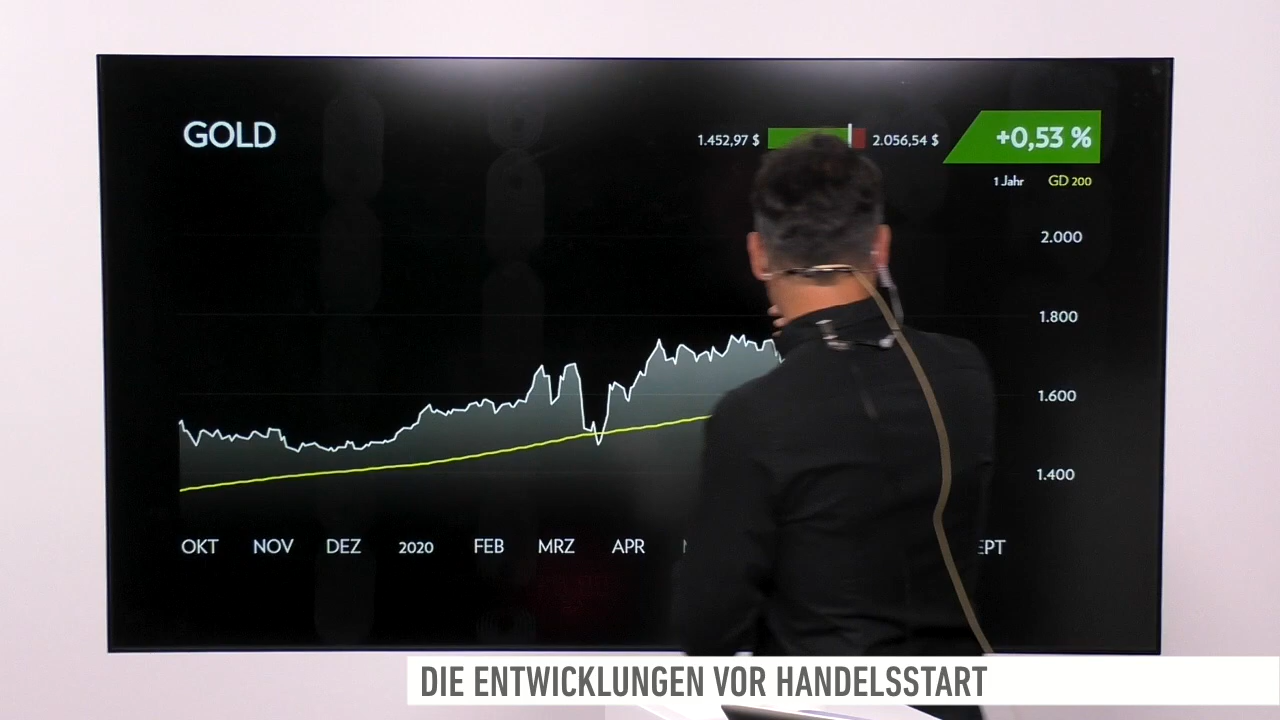 GOLD
1.452,97 $ 2.056,54 $
+0,53 %
1 Jahr GD 200
2.000
1.800
1.600
1.400
OKT NOV DEZ 2020 FEB MRZ APR
DIE ENTWICKLUNGEN VOR HANDELSSTART